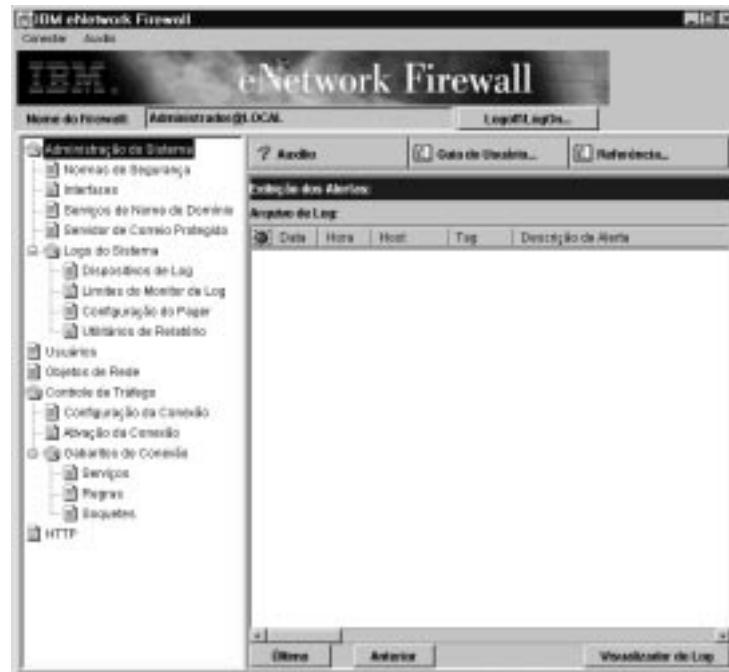 IBM eNetwork Firewall
Conectar Auxílio
IBM. eNetwork Firewall
Nome do Firewall: Administrador@LOCAL Logoff/LogOn...
Administração do Sistema
Normas de Segurança
Interfaces
Serviços de Nome de Domínio
Servidor de Correio Protegido
Logs do Sistema
Dispositivos de Log
Limites do Monitor de Log
Configuração do Pager
Utilitários de Relatório
Usuários
Objetos de Rede
Controle de Tráfego
Configuração da Conexão
Ativação da Conexão
Gabaritos de Conexão
Serviços
Regras
Soquetes
HTTP
? Auxílio Guia do Usuário... Referência...
Exibição dos Alertas:
Arquivo de Log:
Data Hora Host Tag Descrição do Alerta
Última Anterior Visualizador de Log